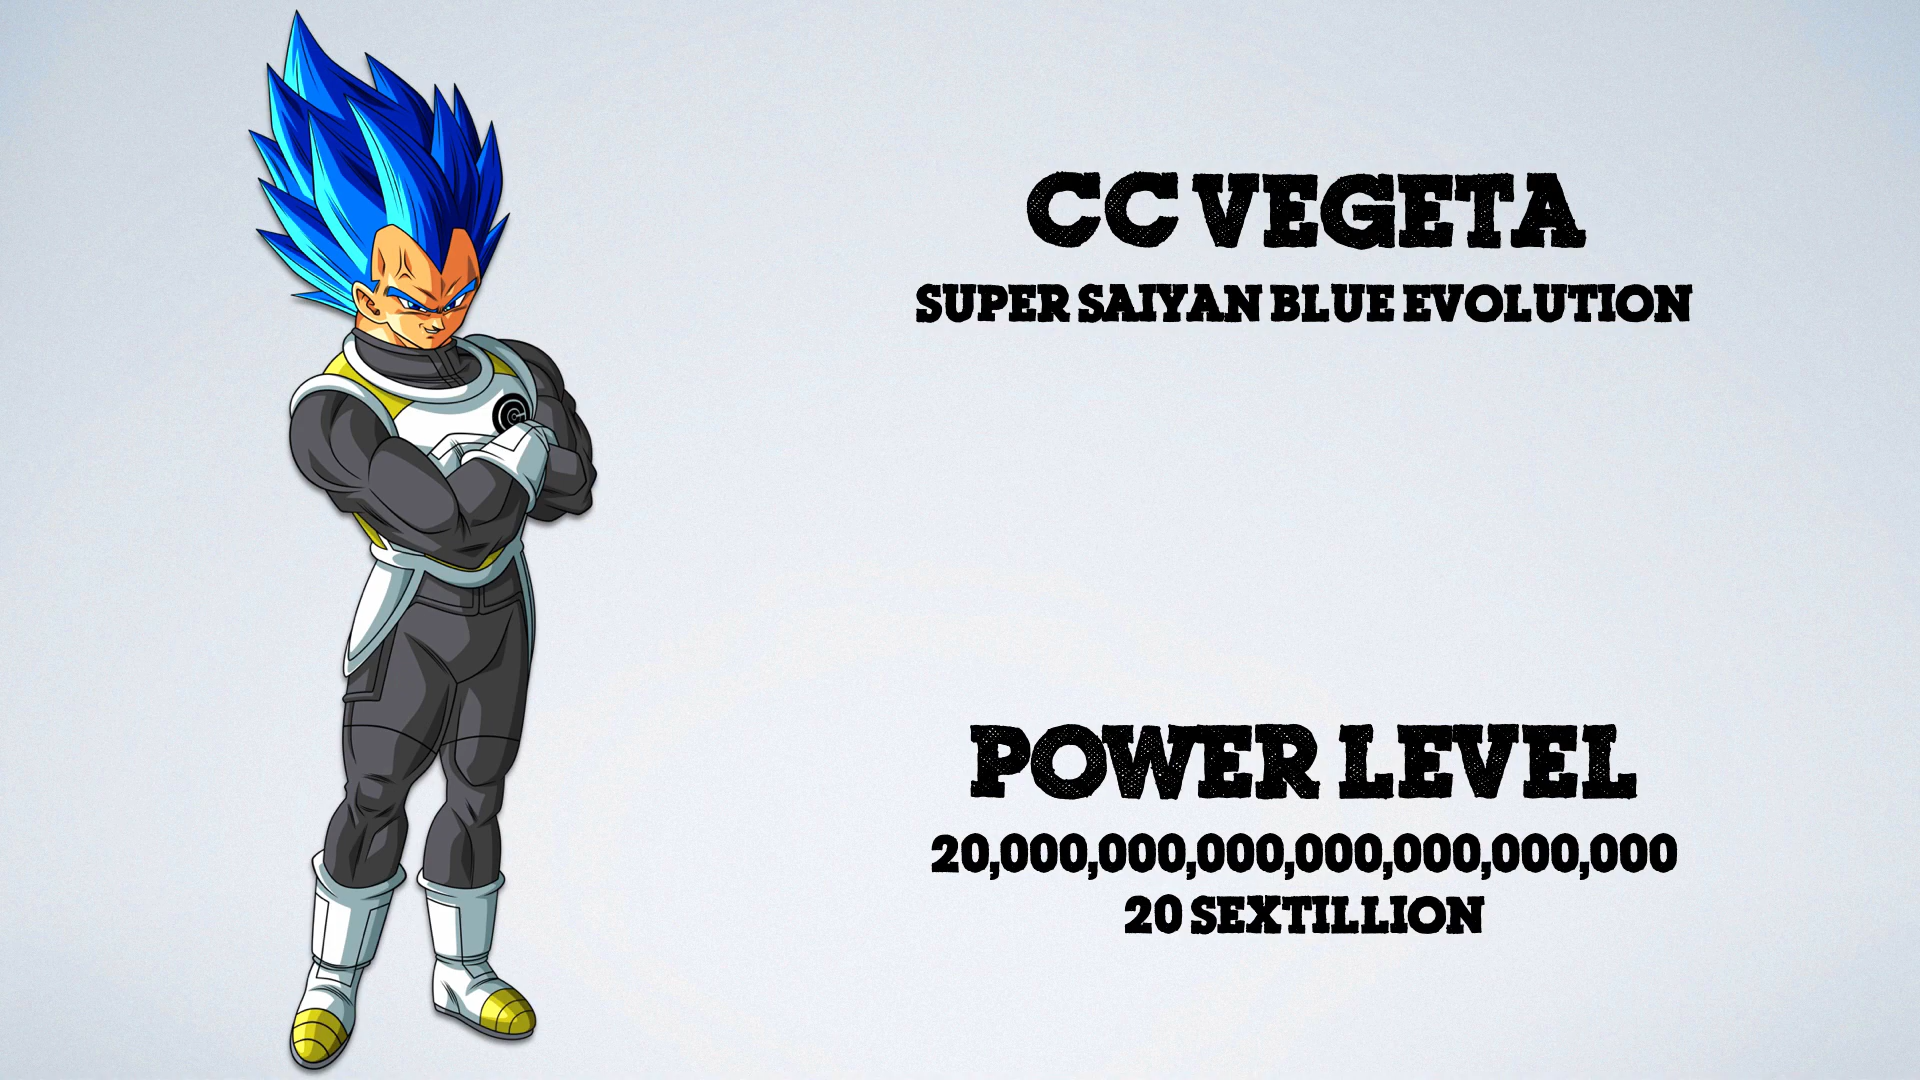 CC VEGETA
SUPER SAIYAN BLUE EVOLUTION
POWER LEVEL
20,000,000,000,000,000,000,000
20 SEXTILLION